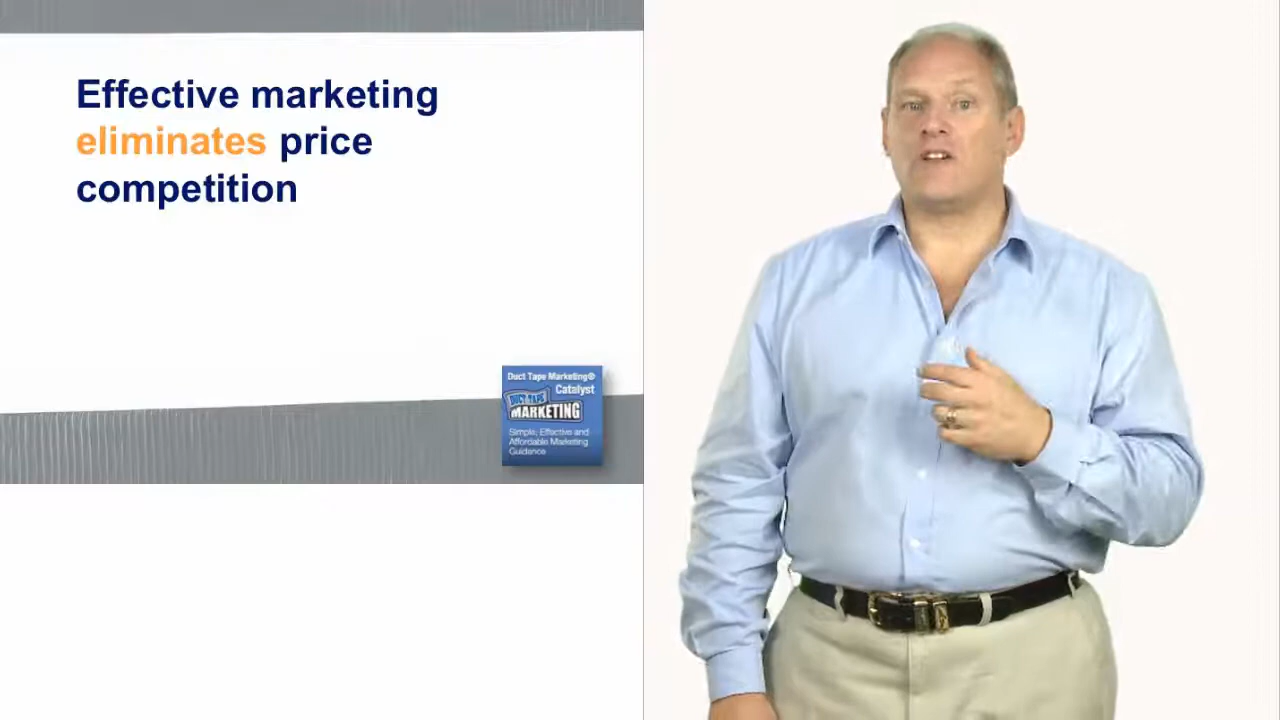 Effective marketing
eliminates price
competition
Duct Tape Marketing®
Catalyst
DUCT TAPE
MARKETING
Simple, Effective and
Affordable Marketing
Guidance